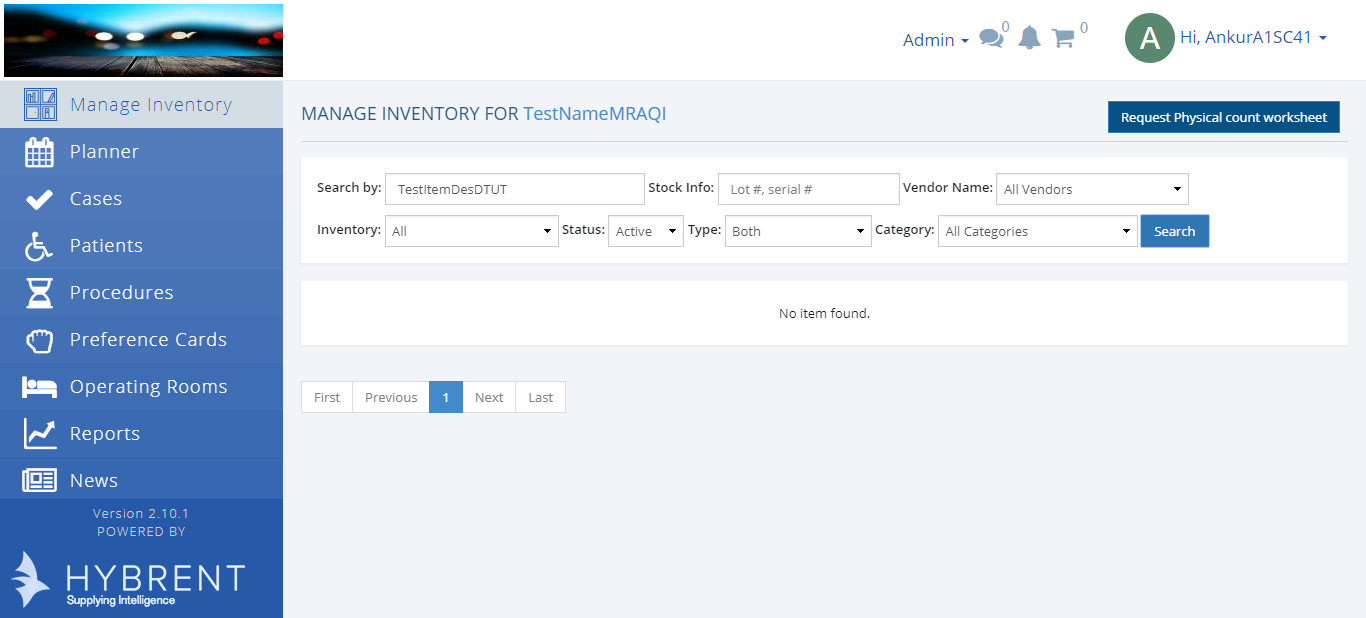 Admin 0 0 A Hi, AnkurA1SC41
Manage Inventory
Planner
Cases
Patients
Procedures
Preference Cards
Operating Rooms
Reports
News
Version 2.10.1
POWERED BY
HYBRENT
Supplying Intelligence
MANAGE INVENTORY FOR TestNameMRAQI
Request Physical count worksheet
Search by: TestItemDesDTUT Stock Info: Lot #, serial # Vendor Name: All Vendors
Inventory: All Status: Active Type: Both Category: All Categories Search
No item found.
First Previous 1 Next Last